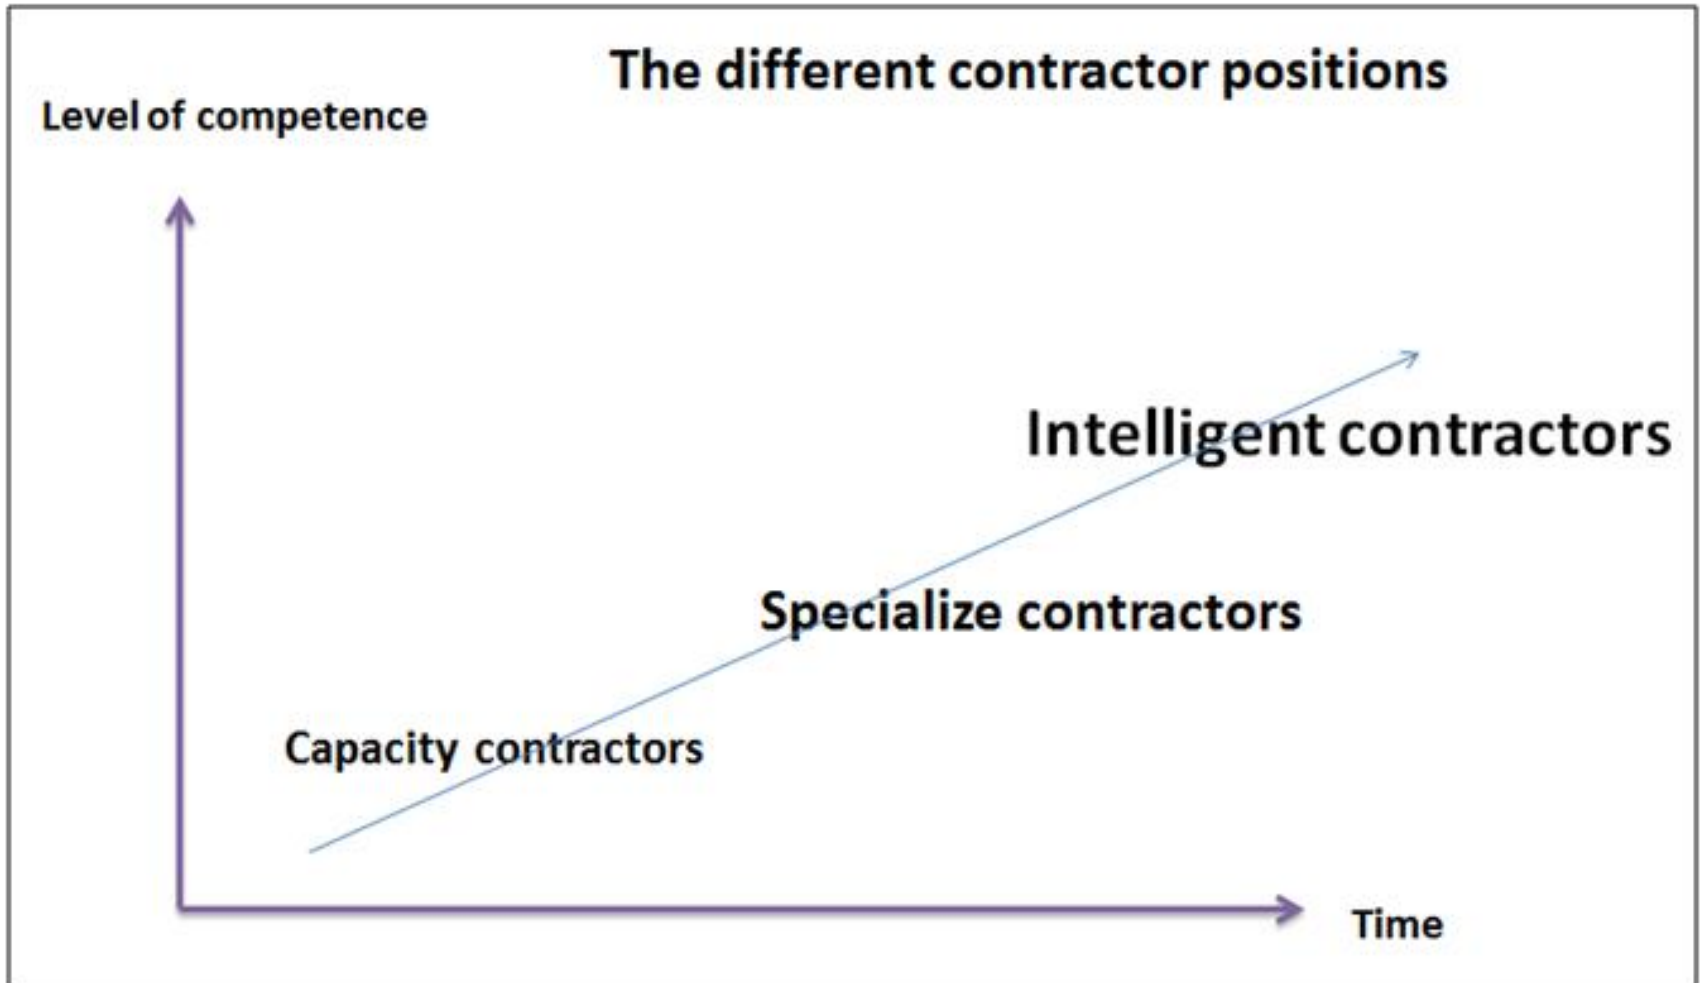 The different contractor positions
Level of competence
Intelligent contractors
Specialize contractors
Capacity contractors
Time